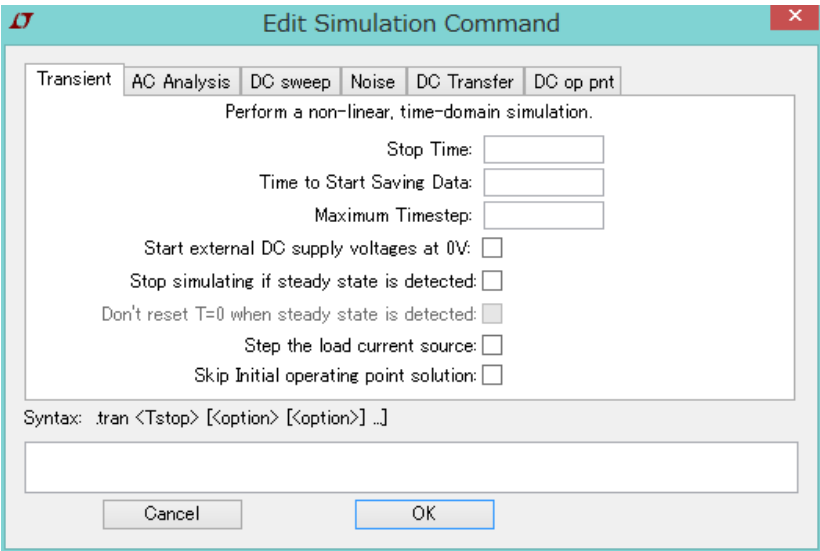 Edit Simulation Command
Transient AC Analysis DC sweep Noise DC Transfer DC op pnt
Perform a non-linear, time-domain simulation.
Stop Time:
Time to Start Saving Data:
Maximum Timestep:
Start external DC supply voltages at 0V:
Stop simulating if steady state is detected:
Don't reset T=0 when steady state is detected:
Step the load current source:
Skip Initial operating point solution:
Syntax: .tran <Tstop> [<option> [<option>] ...]
Cancel OK